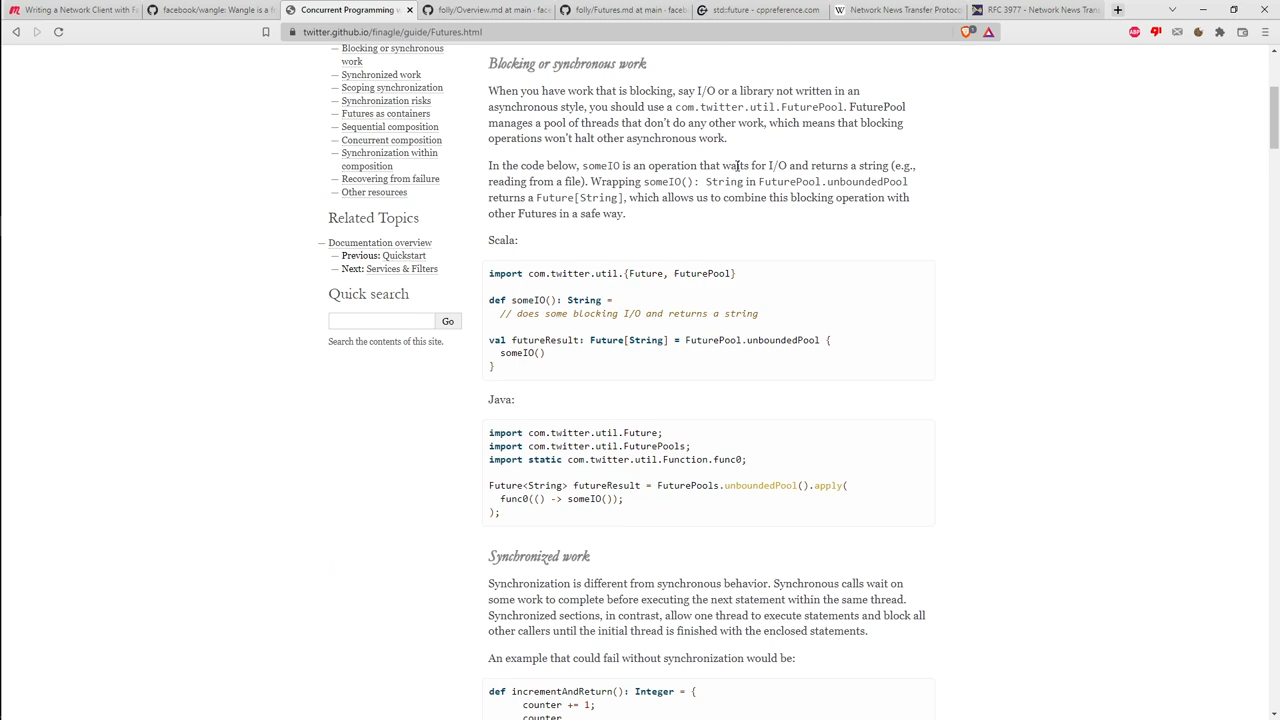 Writing a Network Client with F
facebook/wangle: Wangle is a f
Concurrent Programming w
folly/Overview.md at main · face
folly/Futures.md at main · faceb
std::future - cppreference.com
Network News Transfer Protoco
RFC 3977 - Network News Tran
twitter.github.io/finagle/guide/Futures.html
– Blocking or synchronous
work
– Synchronized work
– Scoping synchronization
– Synchronization risks
– Futures as containers
– Sequential composition
– Concurrent composition
– Synchronization within
composition
– Recovering from failure
– Other resources
Related Topics
– Documentation overview
– Previous: Quickstart
– Next: Services & Filters
Quick search
Go
Search the contents of this site.
Blocking or synchronous work
When you have work that is blocking, say I/O or a library not written in an
asynchronous style, you should use a com.twitter.util.FuturePool. FuturePool
manages a pool of threads that don't do any other work, which means that blocking
operations won't halt other asynchronous work.
In the code below, someIO is an operation that waits for I/O and returns a string (e.g.,
reading from a file). Wrapping someIO(): String in FuturePool.unboundedPool
returns a Future[String], which allows us to combine this blocking operation with
other Futures in a safe way.
Scala:
import com.twitter.util.{Future, FuturePool}
def someIO(): String =
// does some blocking I/O and returns a string
val futureResult: Future[String] = FuturePool.unboundedPool {
someIO()
}
Java:
import com.twitter.util.Future;
import com.twitter.util.FuturePools;
import static com.twitter.util.Function.func0;
Future<String> futureResult = FuturePools.unboundedPool().apply(
func0(() -> someIO());
);
Synchronized work
Synchronization is different from synchronous behavior. Synchronous calls wait on
some work to complete before executing the next statement within the same thread.
Synchronized sections, in contrast, allow one thread to execute statements and block all
other callers until the initial thread is finished with the enclosed statements.
An example that could fail without synchronization would be:
def incrementAndReturn(): Integer = {
counter += 1;
counter